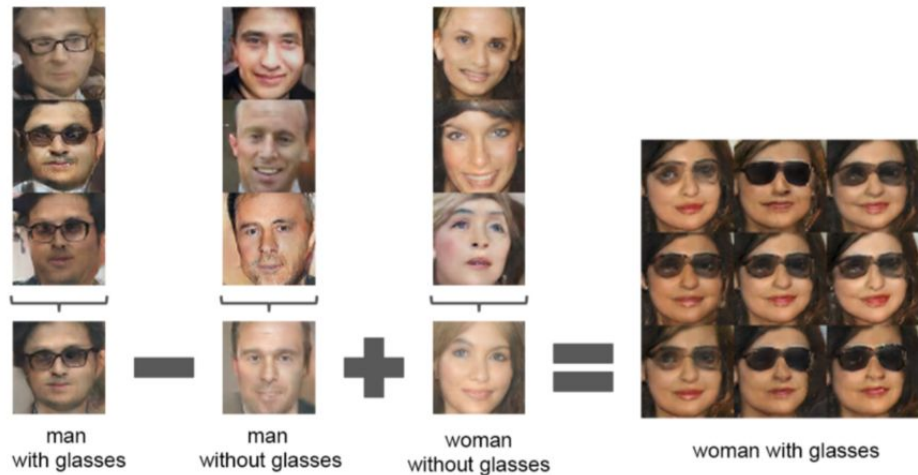 man
with glasses
man
without glasses
woman
without glasses
woman with glasses